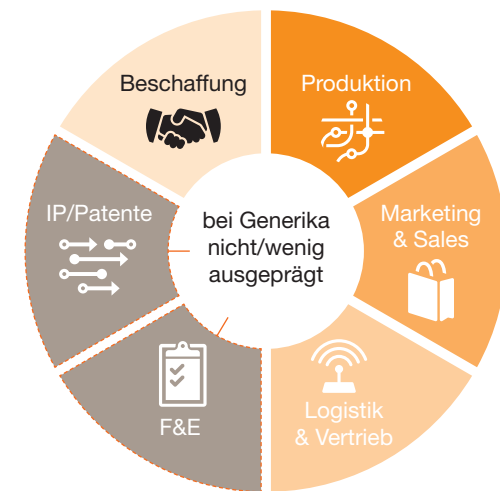 Beschaffung
Produktion
IP/Patente
bei Generika
nicht/wenig
ausgeprägt
Marketing
& Sales
F&E
Logistik
& Vertrieb